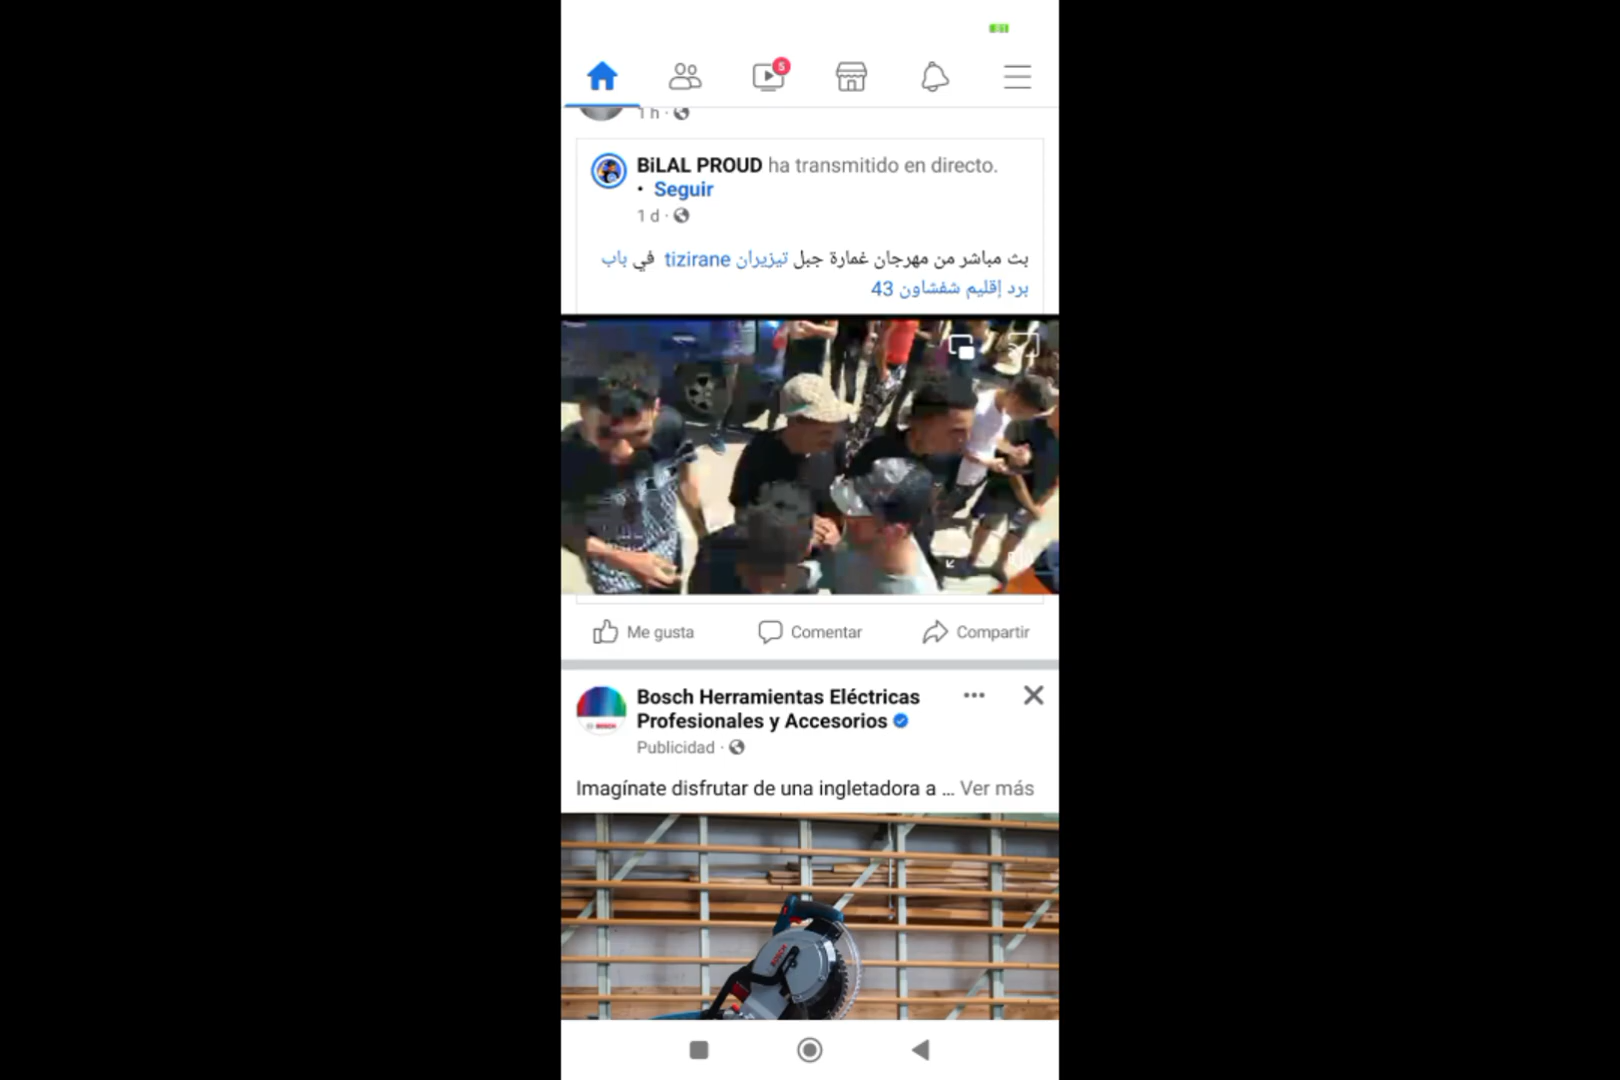 5
1 h ·
BiLAL PROUD ha transmitido en directo.
• Seguir
1 d ·
بث مباشر من مهرجان غمارة جبل تيزيران tizirane في باب
برد إقليم شفشاون 43
Me gusta
Comentar
Compartir
Bosch Herramientas Eléctricas
Profesionales y Accesorios
Publicidad ·
Imagínate disfrutar de una ingletadora a ... Ver más
BOSCH
BOSCH